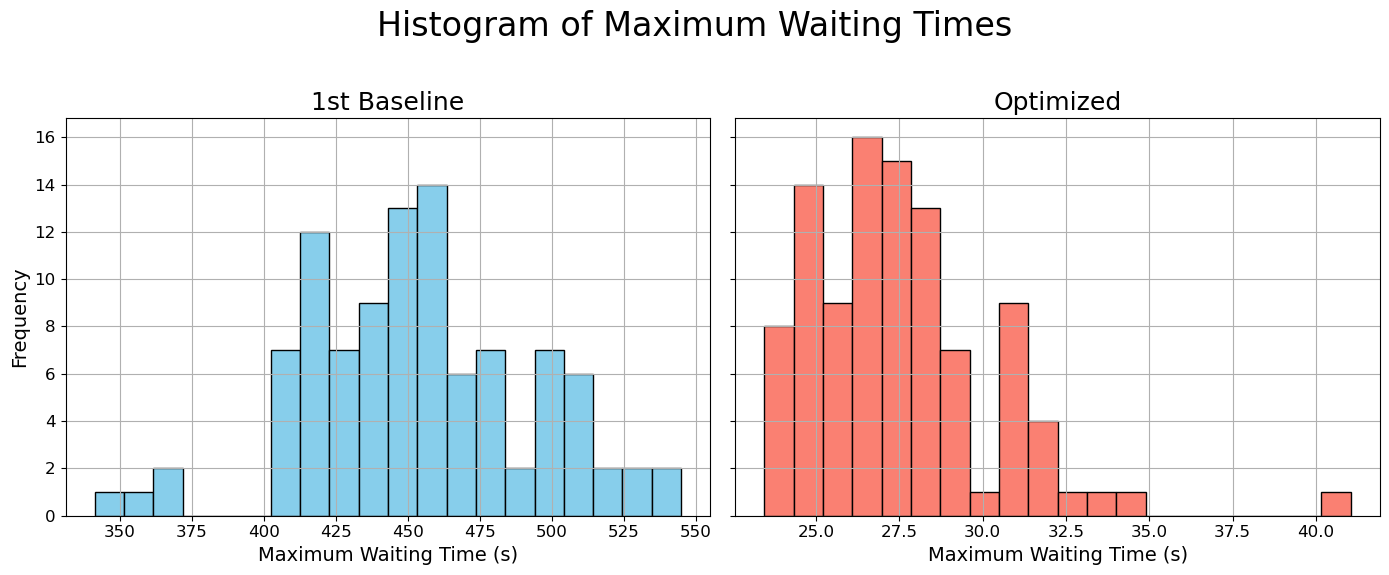 Histogram of Maximum Waiting Times
1st Baseline
Optimized
16
14
12
10
8
6
4
2
0
Frequency
350 375 400 425 450 475 500 525 550
25.0 27.5 30.0 32.5 35.0 37.5 40.0
Maximum Waiting Time (s)
Maximum Waiting Time (s)